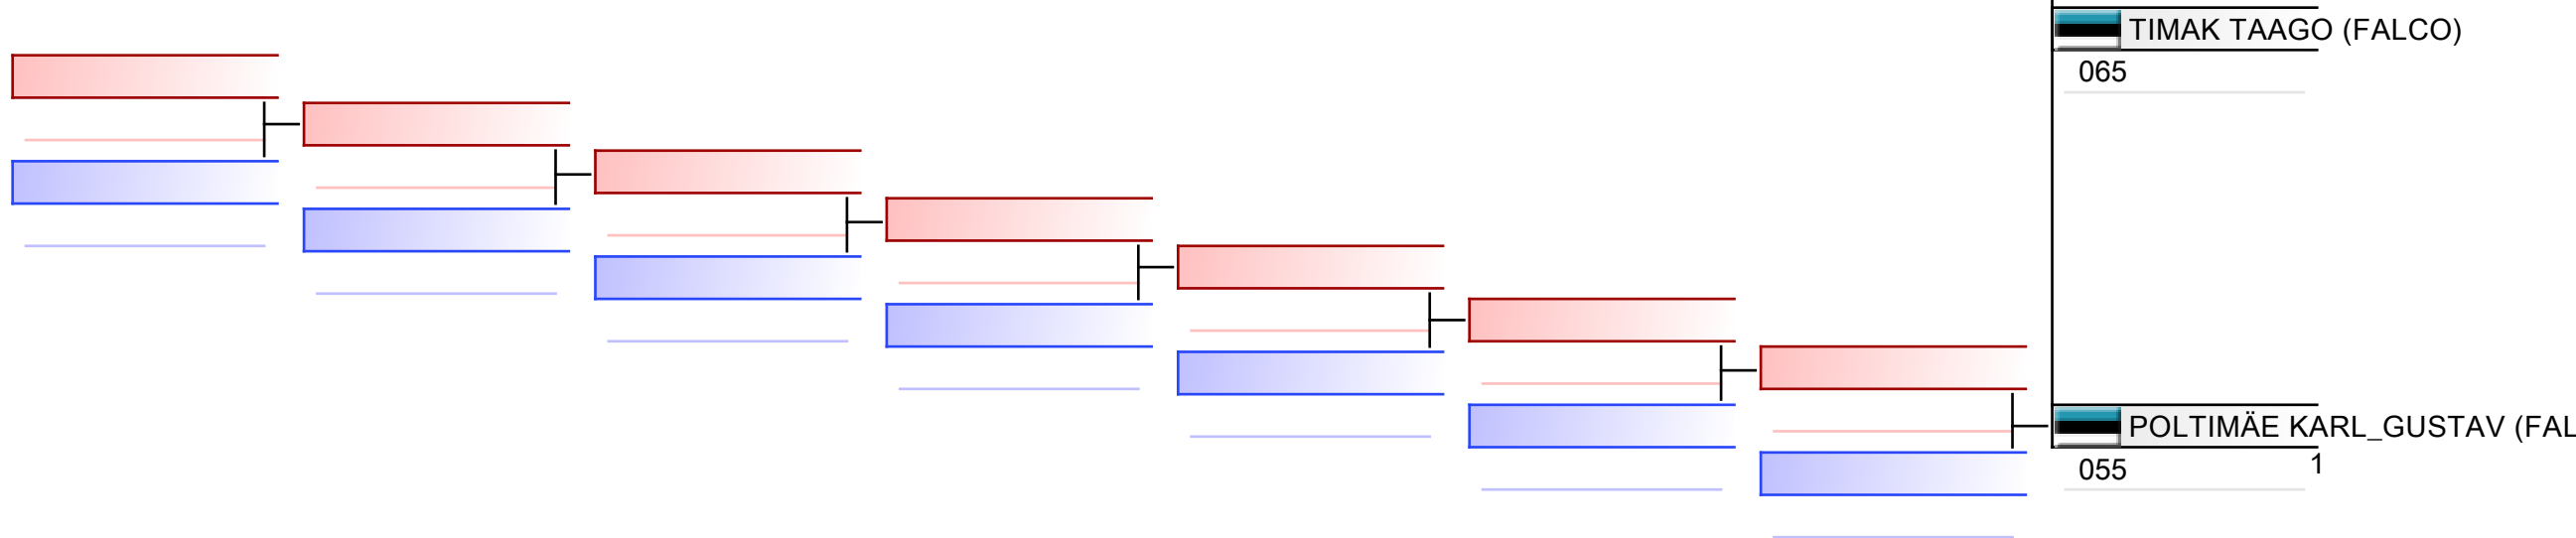 TIMAK TAAGO (FALCO)
065
POLTIMÄE KARL_GUSTAV (FAL
055
1